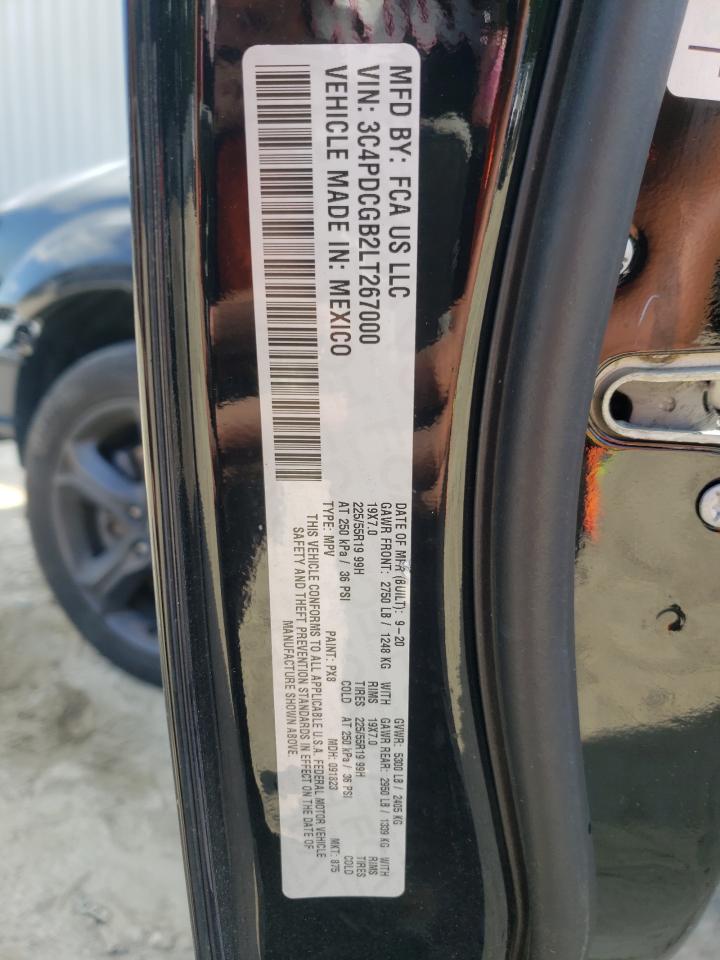 MFD BY: FCA US LLC
VIN: 3C4PDCGB2LT267000
VEHICLE MADE IN: MEXICO
DATE OF MFR (BUILT): 9-20 GVWR: 5300 LB / 2405 KG
GAWR FRONT: 2750 LB / 1248 KG WITH GAWR REAR: 2950 LB / 1339 KG WITH
19X7.0 RIMS 19X7.0 RIMS
225/55R19 99H TIRES 225/55R19 99H TIRES
AT 250 kPa / 36 PSI COLD AT 250 kPa / 36 PSI COLD
TYPE: MPV PAINT: PX8 MDH: 091823 MKT: 875
THIS VEHICLE CONFORMS TO ALL APPLICABLE U.S.A. FEDERAL MOTOR VEHICLE
SAFETY AND THEFT PREVENTION STANDARDS IN EFFECT ON THE DATE OF
MANUFACTURE SHOWN ABOVE.